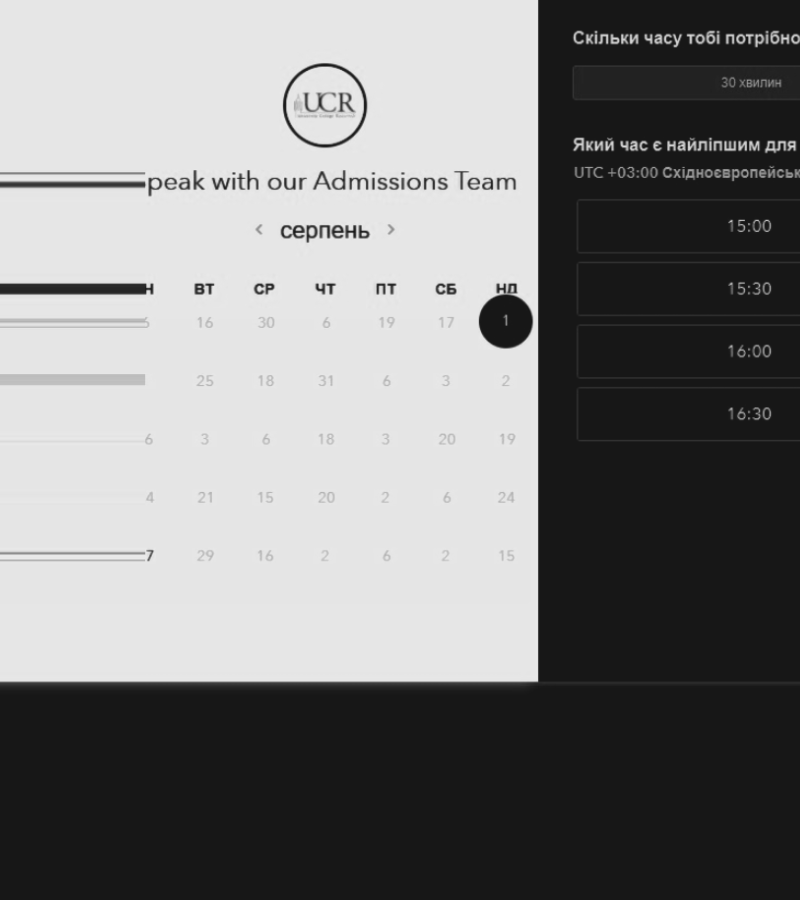 UCR
peak with our Admissions Team
< серпень >
Н ВТ СР ЧТ ПТ СБ НД
5 16 30 6 19 17 1
25 18 31 6 3 2
6 3 6 18 3 20 19
4 21 15 20 2 6 24
7 29 16 2 6 2 15
Скільки часу тобі потрібно
30 хвилин
Який час є найліпшим для
UTC +03:00 Східноєвропейськ
15:00
15:30
16:00
16:30